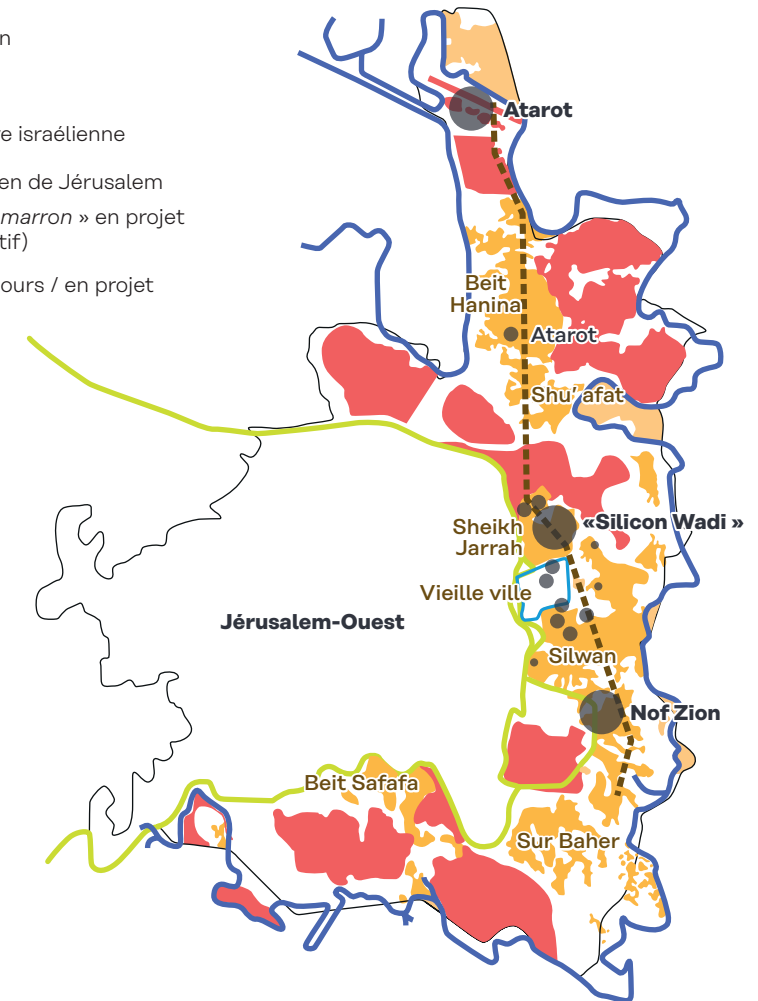 n
e israélienne
en de Jérusalem
marron » en projet
tif)
ours / en projet
Atarot
Beit
Hanina
Atarot
Shu’ afat
«Silicon Wadi »
Sheikh
Jarrah
Vieille ville
Jérusalem-Ouest
Silwan
Nof Zion
Beit Safafa
Sur Baher